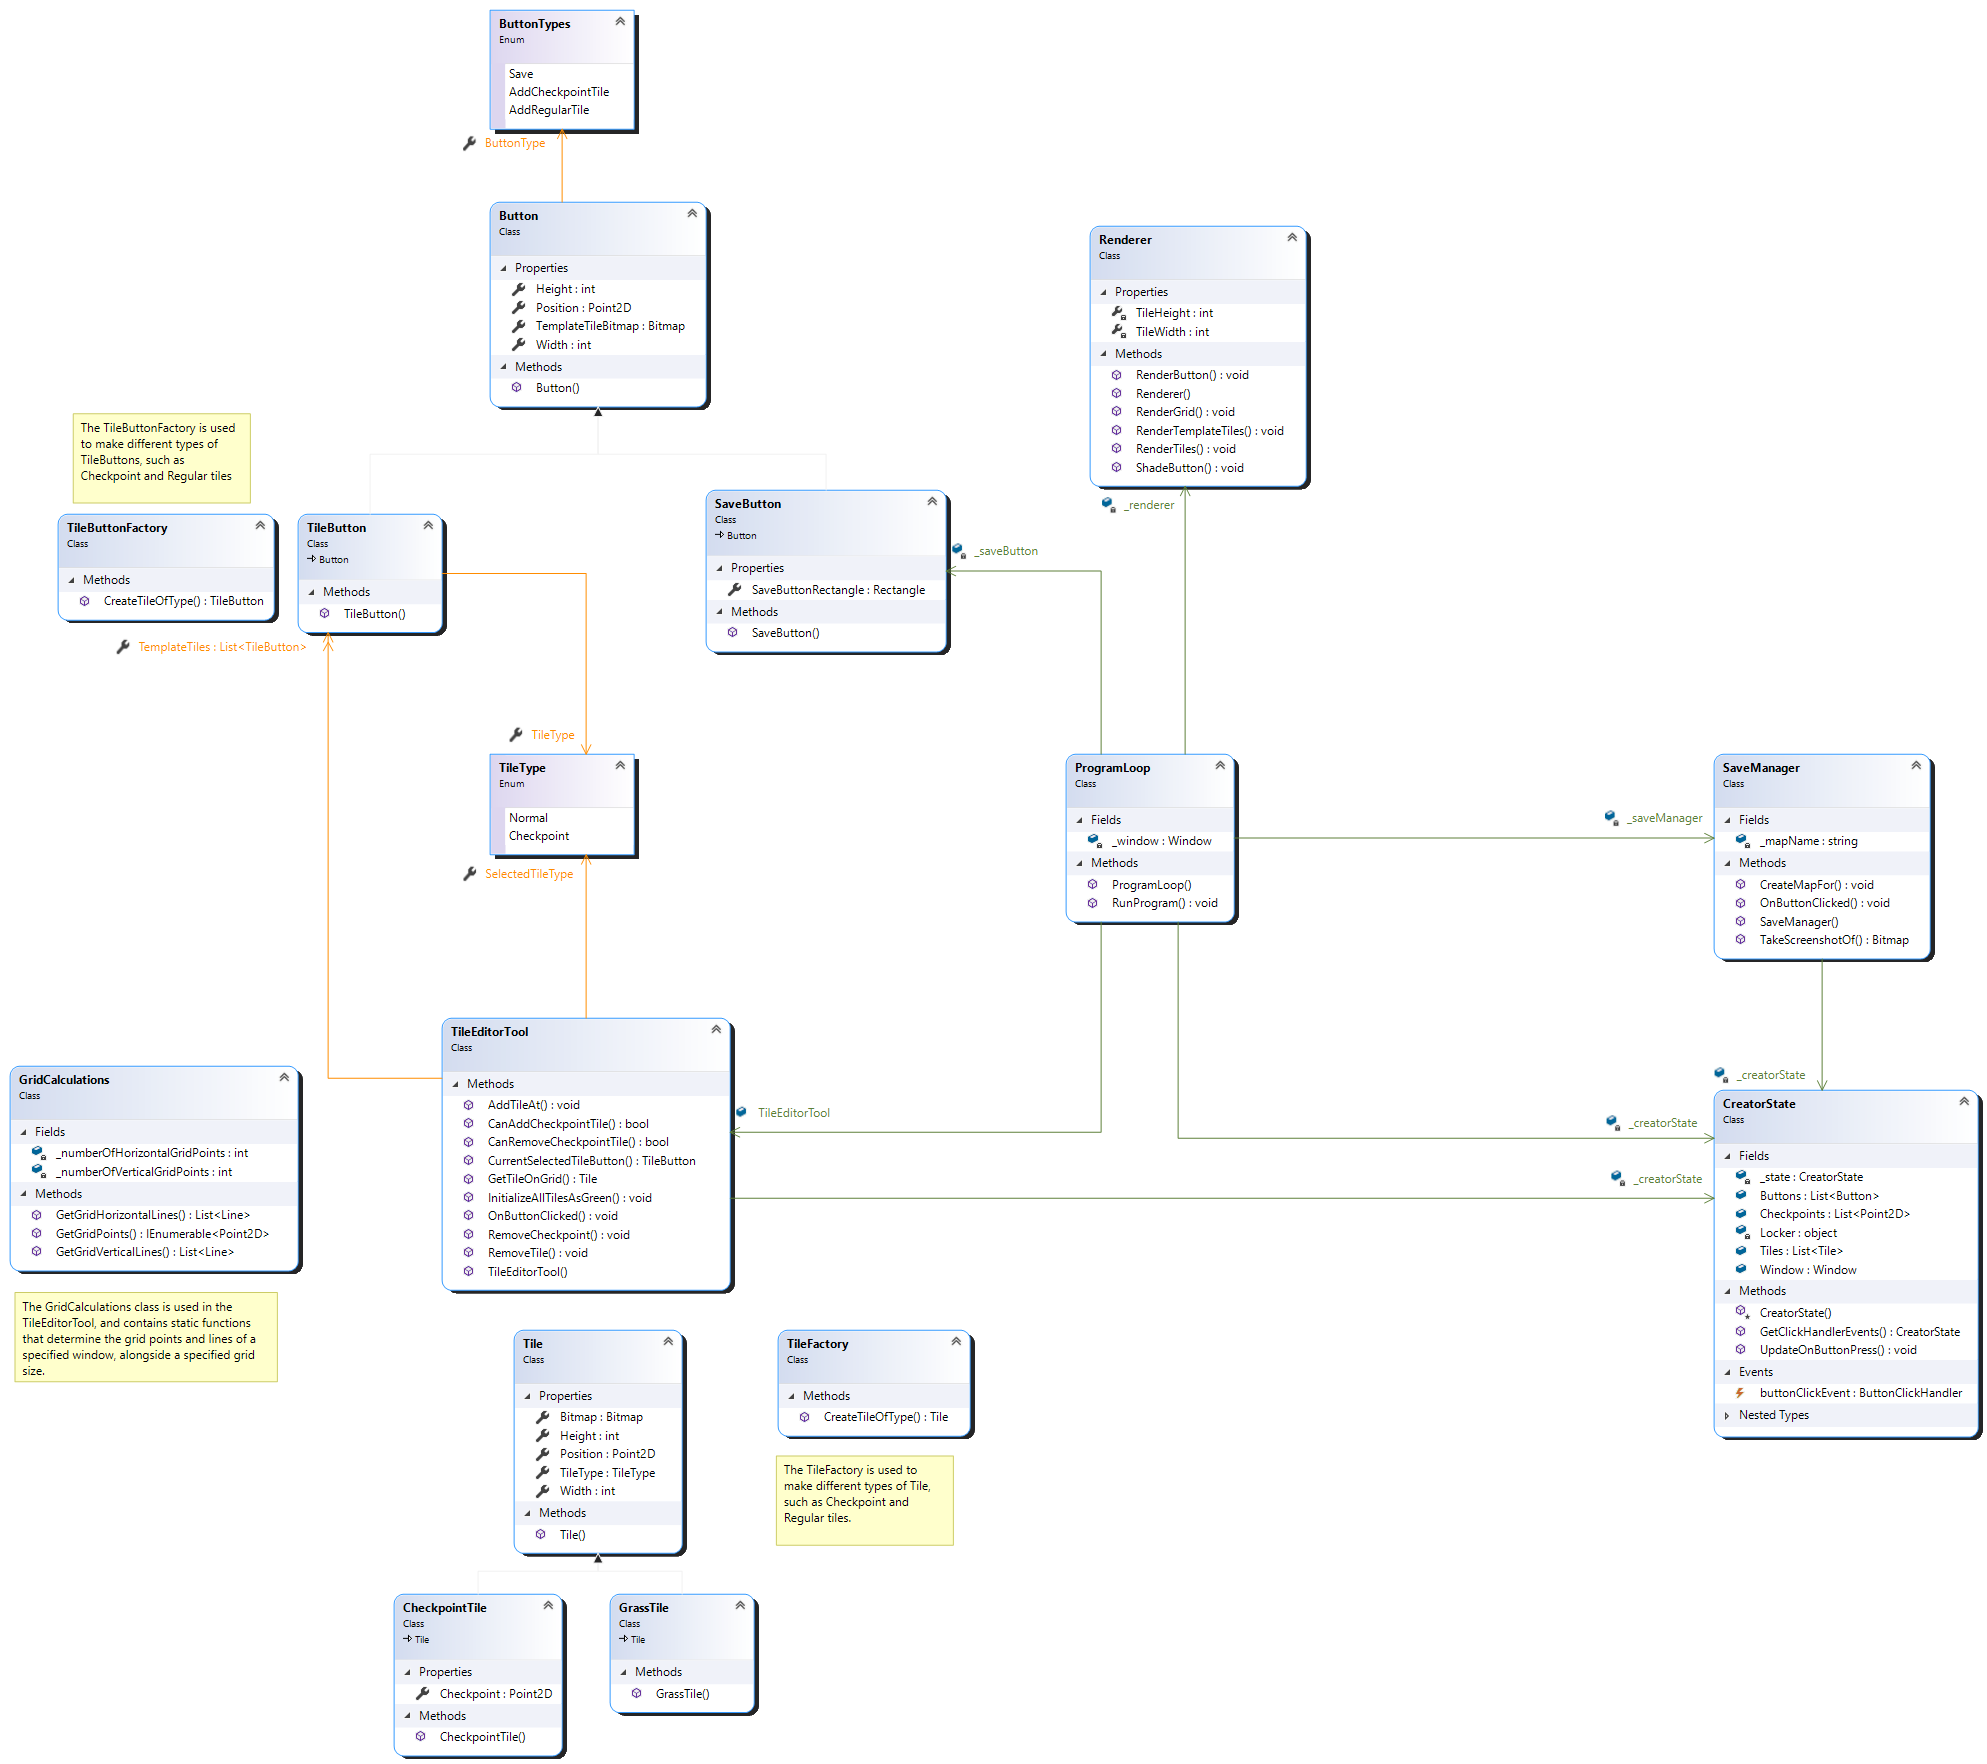 ButtonTypes
Enum
Save
AddCheckpointTile
AddRegularTile
ButtonType
Button
Class
Properties
Height : int
Position : Point2D
TemplateTileBitmap : Bitmap
Width : int
Methods
Button()
Renderer
Class
Properties
TileHeight : int
TileWidth : int
Methods
RenderButton() : void
Renderer()
RenderGrid() : void
RenderTemplateTiles() : void
RenderTiles() : void
ShadeButton() : void
_renderer
The TileButtonFactory is used
to make different types of
TileButtons, such as
Checkpoint and Regular tiles
TileButtonFactory
Class
Methods
CreateTileOfType() : TileButton
TileButton
Class
Button
Methods
TileButton()
TemplateTiles : List<TileButton>
SaveButton
Class
Button
Properties
SaveButtonRectangle : Rectangle
Methods
SaveButton()
_saveButton
TileType
TileType
Enum
Normal
Checkpoint
SelectedTileType
ProgramLoop
Class
Fields
_window : Window
Methods
ProgramLoop()
RunProgram() : void
_saveManager
SaveManager
Class
Fields
_mapName : string
Methods
CreateMapFor() : void
OnButtonClicked() : void
SaveManager()
TakeScreenshotOf() : Bitmap
_creatorState
TileEditorTool
Class
Methods
AddTileAt() : void
CanAddCheckpointTile() : bool
CanRemoveCheckpointTile() : bool
CurrentSelectedTileButton() : TileButton
GetTileOnGrid() : Tile
InitializeAllTilesAsGreen() : void
OnButtonClicked() : void
RemoveCheckpoint() : void
RemoveTile() : void
TileEditorTool()
TileEditorTool
_creatorState
_creatorState
CreatorState
Class
Fields
_state : CreatorState
Buttons : List<Button>
Checkpoints : List<Point2D>
Locker : object
Tiles : List<Tile>
Window : Window
Methods
CreatorState()
GetClickHandlerEvents() : CreatorState
UpdateOnButtonPress() : void
Events
buttonClickEvent : ButtonClickHandler
Nested Types
GridCalculations
Class
Fields
_numberOfHorizontalGridPoints : int
_numberOfVerticalGridPoints : int
Methods
GetGridHorizontalLines() : List<Line>
GetGridPoints() : IEnumerable<Point2D>
GetGridVerticalLines() : List<Line>
The GridCalculations class is used in the
TileEditorTool, and contains static functions
that determine the grid points and lines of a
specified window, alongside a specified grid
size.
Tile
Class
Properties
Bitmap : Bitmap
Height : int
Position : Point2D
TileType : TileType
Width : int
Methods
Tile()
TileFactory
Class
Methods
CreateTileOfType() : Tile
The TileFactory is used to
make different types of Tile,
such as Checkpoint and
Regular tiles.
CheckpointTile
Class
Tile
Properties
Checkpoint : Point2D
Methods
CheckpointTile()
GrassTile
Class
Tile
Methods
GrassTile()